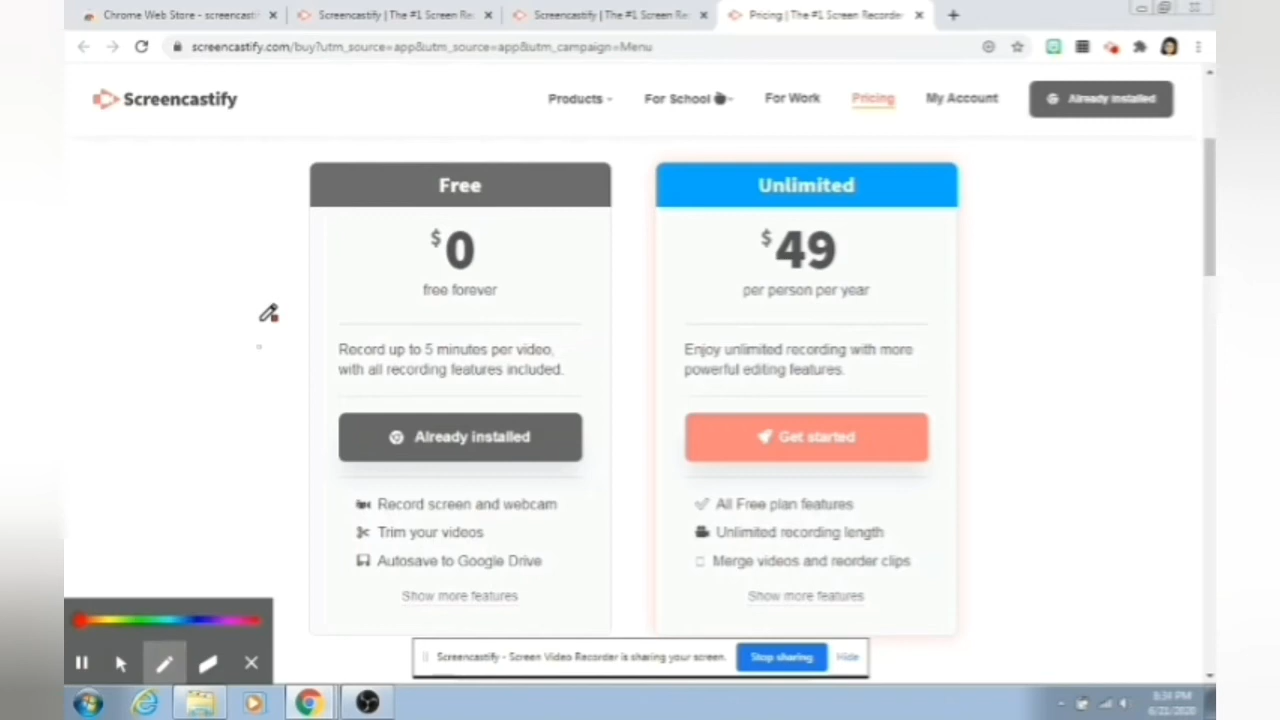 Chrome Web Store - screencasti
Screencastify | The #1 Screen Re
Screencastify | The #1 Screen Re
Pricing | The #1 Screen Recorder
screencastify.com/buy?utm_source=app&utm_source=app&utm_campaign=Menu
Screencastify
Products
For School
For Work
Pricing
My Account
Already installed
Free
Unlimited
$0
$49
free forever
per person per year
Record up to 5 minutes per video,
with all recording features included.
Enjoy unlimited recording with more
powerful editing features.
Already installed
Get started
Record screen and webcam
Trim your videos
Autosave to Google Drive
Show more features
All Free plan features
Unlimited recording length
Merge videos and reorder clips
Show more features
Screencastify - Screen Video Recorder is sharing your screen.
Stop sharing
Hide
8:34 PM